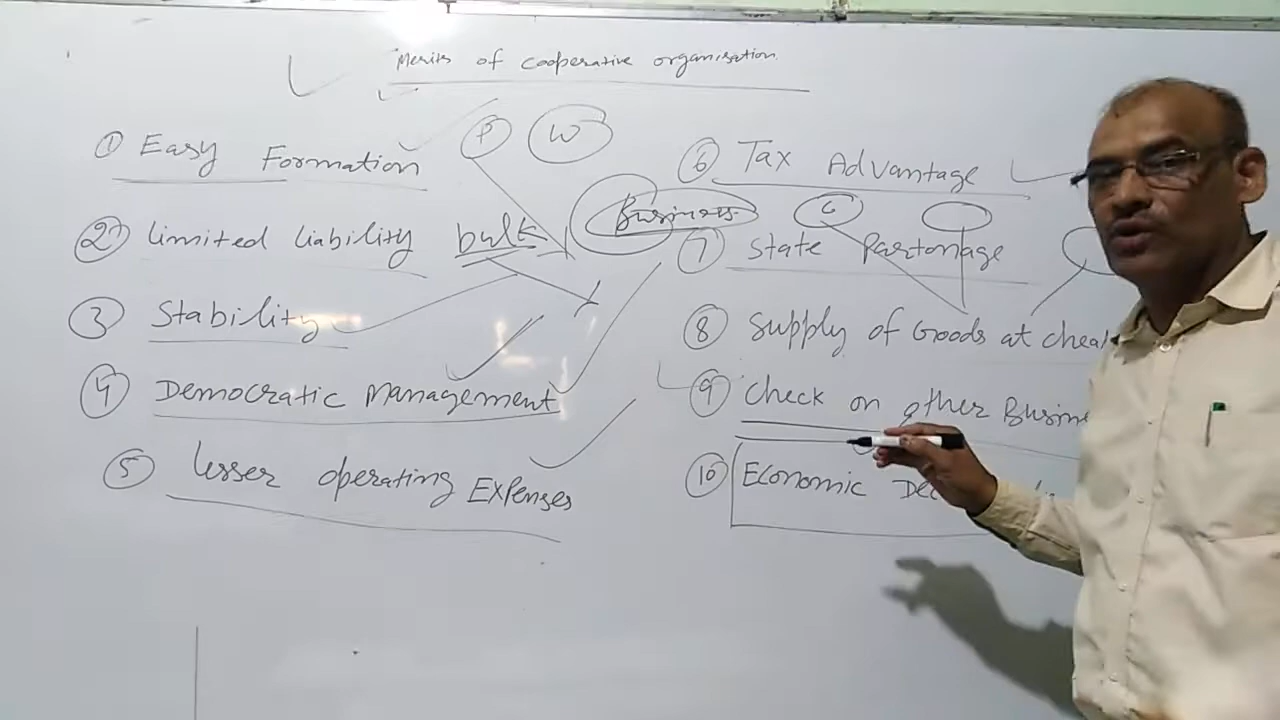 Merits of cooperative organisation
① Easy Formation
P
W
② limited liability bulk
③ Stability
④ Democratic Management
⑤ lesser operating Expenses
⑥ Tax Advantage
Business
G
⑦ State Partonage
⑧ Supply of Goods at cheap
⑨ Check on other Busine
⑩ Economic De